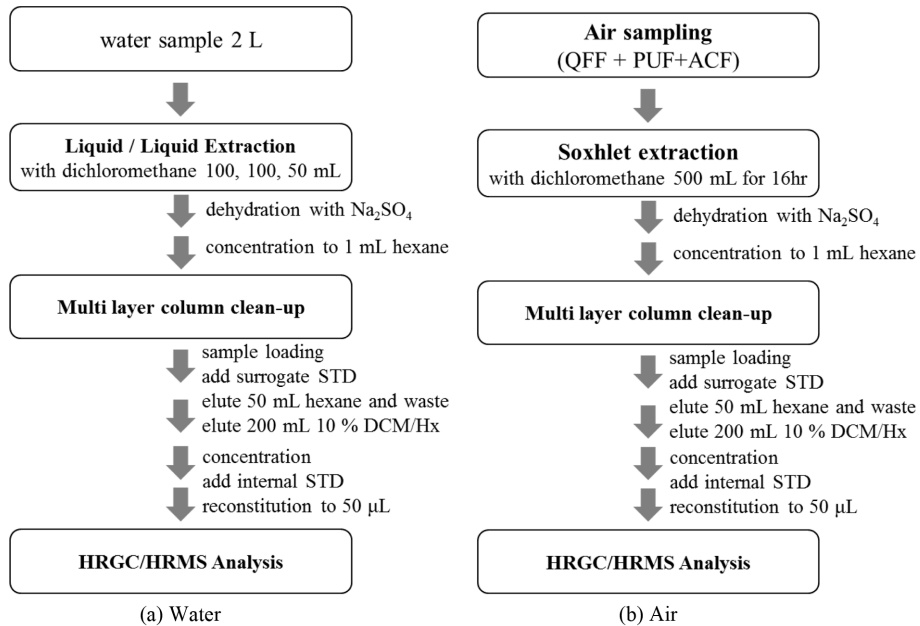 water sample 2 L
Liquid / Liquid Extraction
with dichloromethane 100, 100, 50 mL
dehydration with Na₂SO₄
concentration to 1 mL hexane
Multi layer column clean-up
sample loading
add surrogate STD
elute 50 mL hexane and waste
elute 200 mL 10 % DCM/Hx
concentration
add internal STD
reconstitution to 50 μL
HRGC/HRMS Analysis
(a) Water
Air sampling
(QFF + PUF+ACF)
Soxhlet extraction
with dichloromethane 500 mL for 16hr
dehydration with Na₂SO₄
concentration to 1 mL hexane
Multi layer column clean-up
sample loading
add surrogate STD
elute 50 mL hexane and waste
elute 200 mL 10 % DCM/Hx
concentration
add internal STD
reconstitution to 50 μL
HRGC/HRMS Analysis
(b) Air